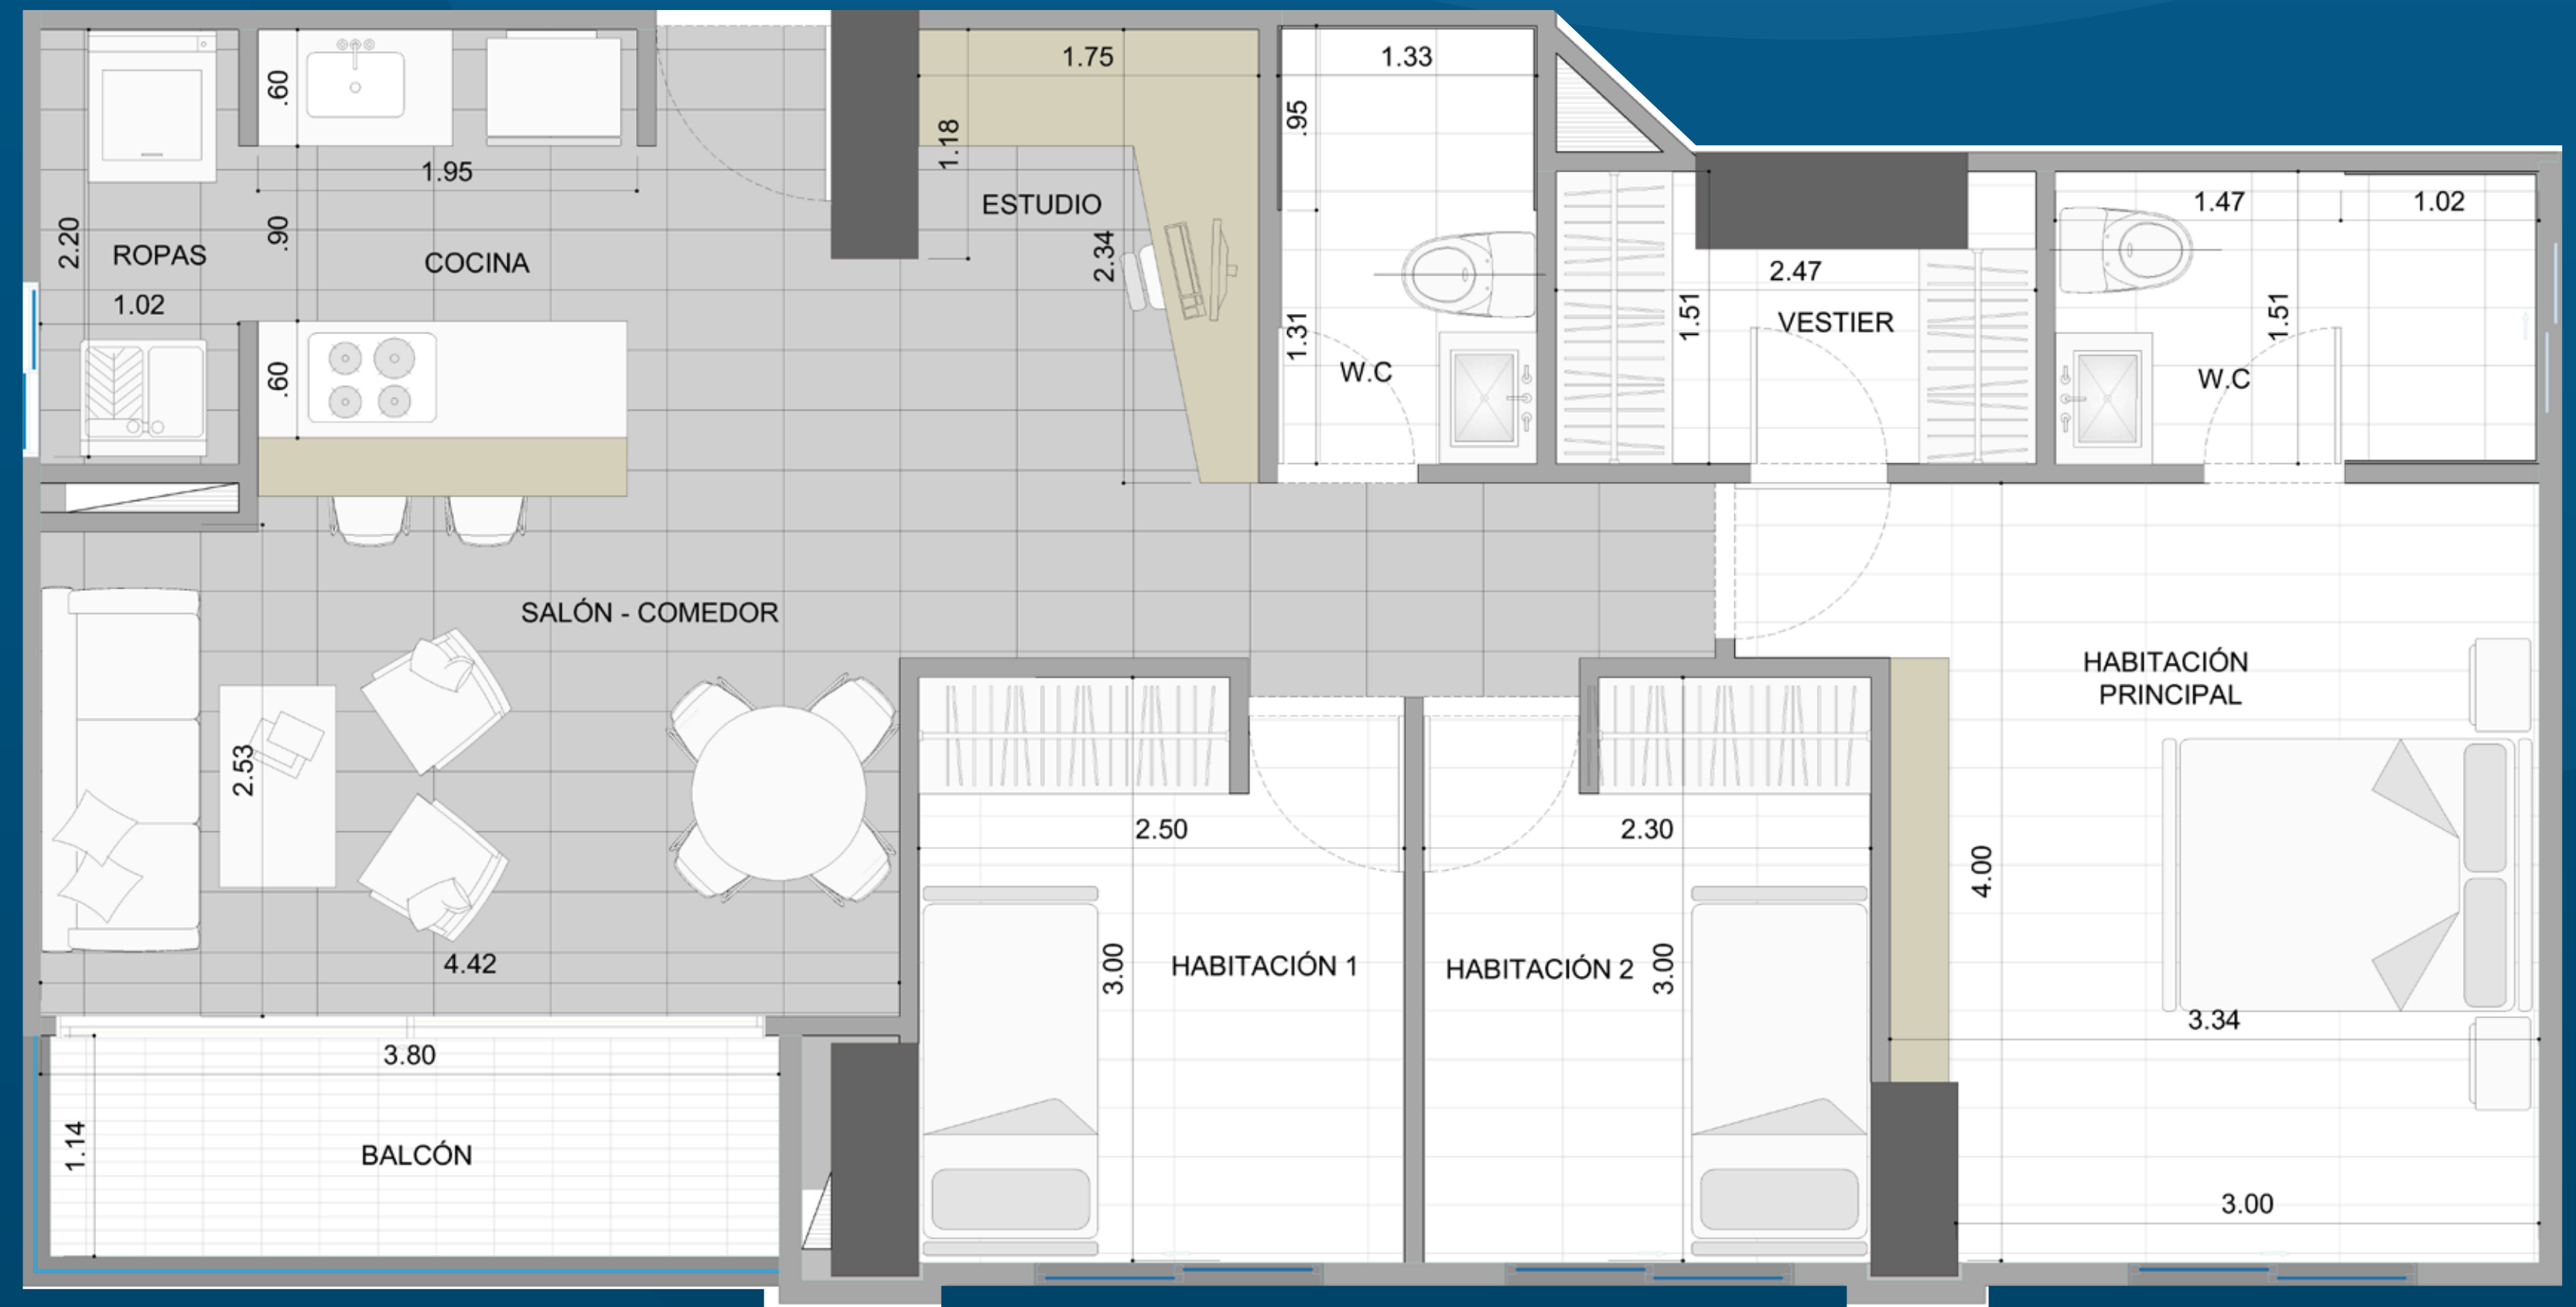 1.75
1.33
.60
.95
1.18
1.95
1.47
1.02
ESTUDIO
2.20
ROPAS
.90
COCINA
2.34
2.47
1.02
1.31
1.51
VESTIER
1.51
.60
W.C
W.C
SALÓN - COMEDOR
HABITACIÓN
PRINCIPAL
2.53
2.50
2.30
4.00
4.42
3.00
HABITACIÓN 1
HABITACIÓN 2
3.00
3.34
3.80
1.14
BALCÓN
3.00